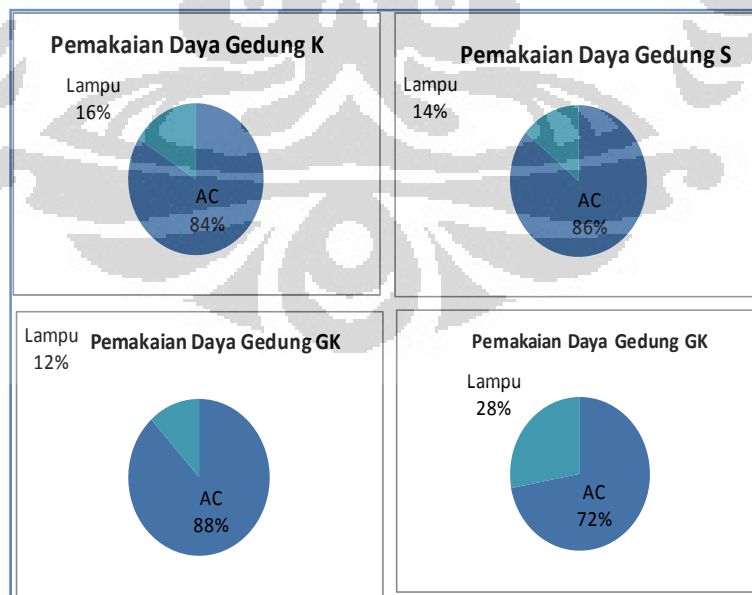 Pemakaian Daya Gedung K
Lampu
16%
AC
84%
Pemakaian Daya Gedung S
Lampu
14%
AC
86%
Pemakaian Daya Gedung GK
Lampu
12%
AC
88%
Pemakaian Daya Gedung GK
Lampu
28%
AC
72%